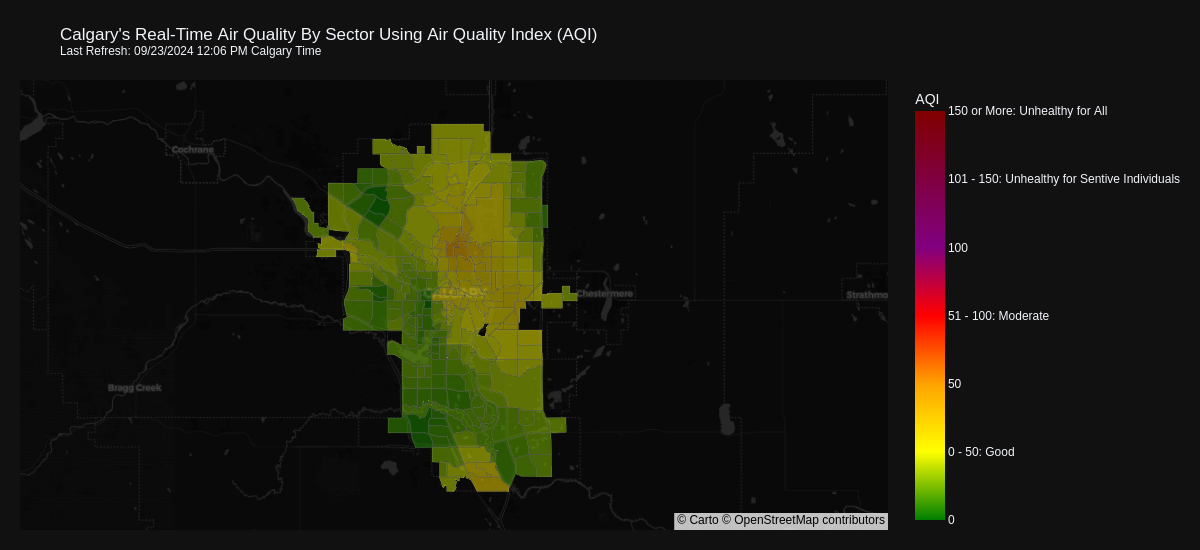 Calgary's Real-Time Air Quality By Sector Using Air Quality Index (AQI)
Last Refresh: 09/23/2024 12:06 PM Calgary Time
AQI
150 or More: Unhealthy for All
101 - 150: Unhealthy for Sentive Individuals
100
51 - 100: Moderate
50
0 - 50: Good
0
Cochrane
Chestermere
Strathmo
Bragg Creek
© Carto © OpenStreetMap contributors